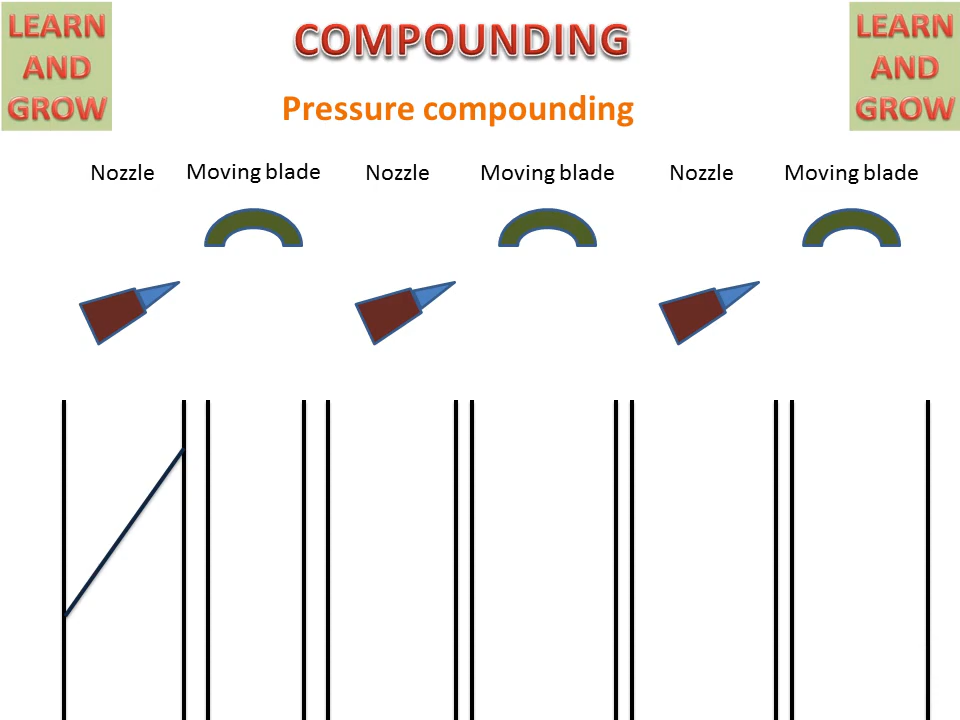 LEARN
AND
GROW
COMPOUNDING
LEARN
AND
GROW
Pressure compounding
Nozzle Moving blade Nozzle Moving blade Nozzle Moving blade